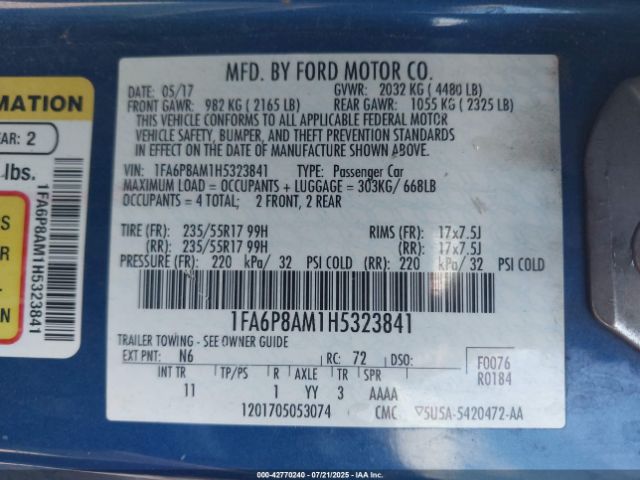 MFD. BY FORD MOTOR CO.
DATE: 05/17 GVWR: 2032 KG ( 4480 LB)
FRONT GAWR: 982 KG ( 2165 LB) REAR GAWR: 1055 KG ( 2325 LB)
THIS VEHICLE CONFORMS TO ALL APPLICABLE FEDERAL MOTOR
VEHICLE SAFETY, BUMPER, AND THEFT PREVENTION STANDARDS
IN EFFECT ON THE DATE OF MANUFACTURE SHOWN ABOVE.
VIN: 1FA6P8AM1H5323841 TYPE: Passenger Car
MAXIMUM LOAD = OCCUPANTS + LUGGAGE = 303KG/ 668LB
OCCUPANTS = 4 TOTAL; 2 FRONT, 2 REAR
TIRE (FR): 235/55R17 99H RIMS (FR): 17x7.5J
(RR): 235/55R17 99H (RR): 17x7.5J
PRESSURE (FR): 220 kPa/ 32 PSI COLD (RR): 220 kPa/ 32 PSI COLD
1FA6P8AM1H5323841
TRAILER TOWING - SEE OWNER GUIDE
EXT PNT: N6 RC: 72 DSO: F0076
R0184
INT TR TP/PS R AXLE TR SPR
11 1 YY 3 AAAA
1201705053074 CMC 5U5A-5420472-AA
RMATION
EAR: 2
lbs.
1FA6P8AM1H5323841
N
000-42770240 - 07/21/2025 - IAA Inc.